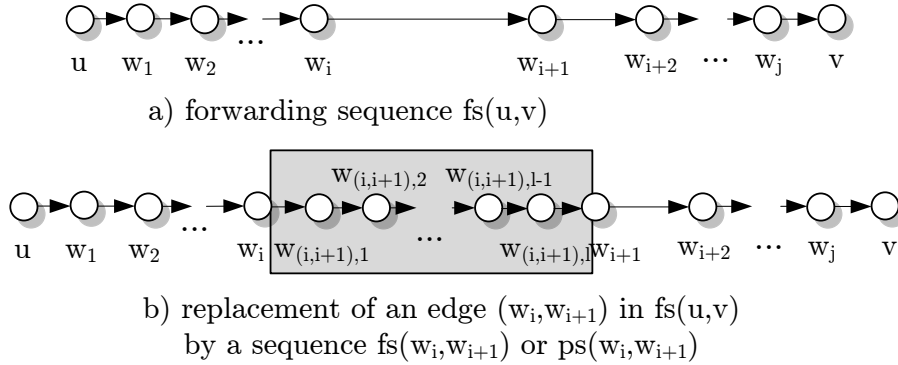 ...
u w₁ w₂ wᵢ wᵢ₊₁ wᵢ₊₂ ... wⱼ v
a) forwarding sequence fs(u,v)
w₍ᵢ,ᵢ₊₁₎,₂ w₍ᵢ,ᵢ₊₁₎,ₗ₋₁
u w₁ w₂ ... wᵢ w₍ᵢ,ᵢ₊₁₎,₁ ... w₍ᵢ,ᵢ₊₁₎,ₗ wᵢ₊₁ wᵢ₊₂ ... wⱼ v
b) replacement of an edge (wᵢ,wᵢ₊₁) in fs(u,v)
by a sequence fs(wᵢ,wᵢ₊₁) or ps(wᵢ,wᵢ₊₁)